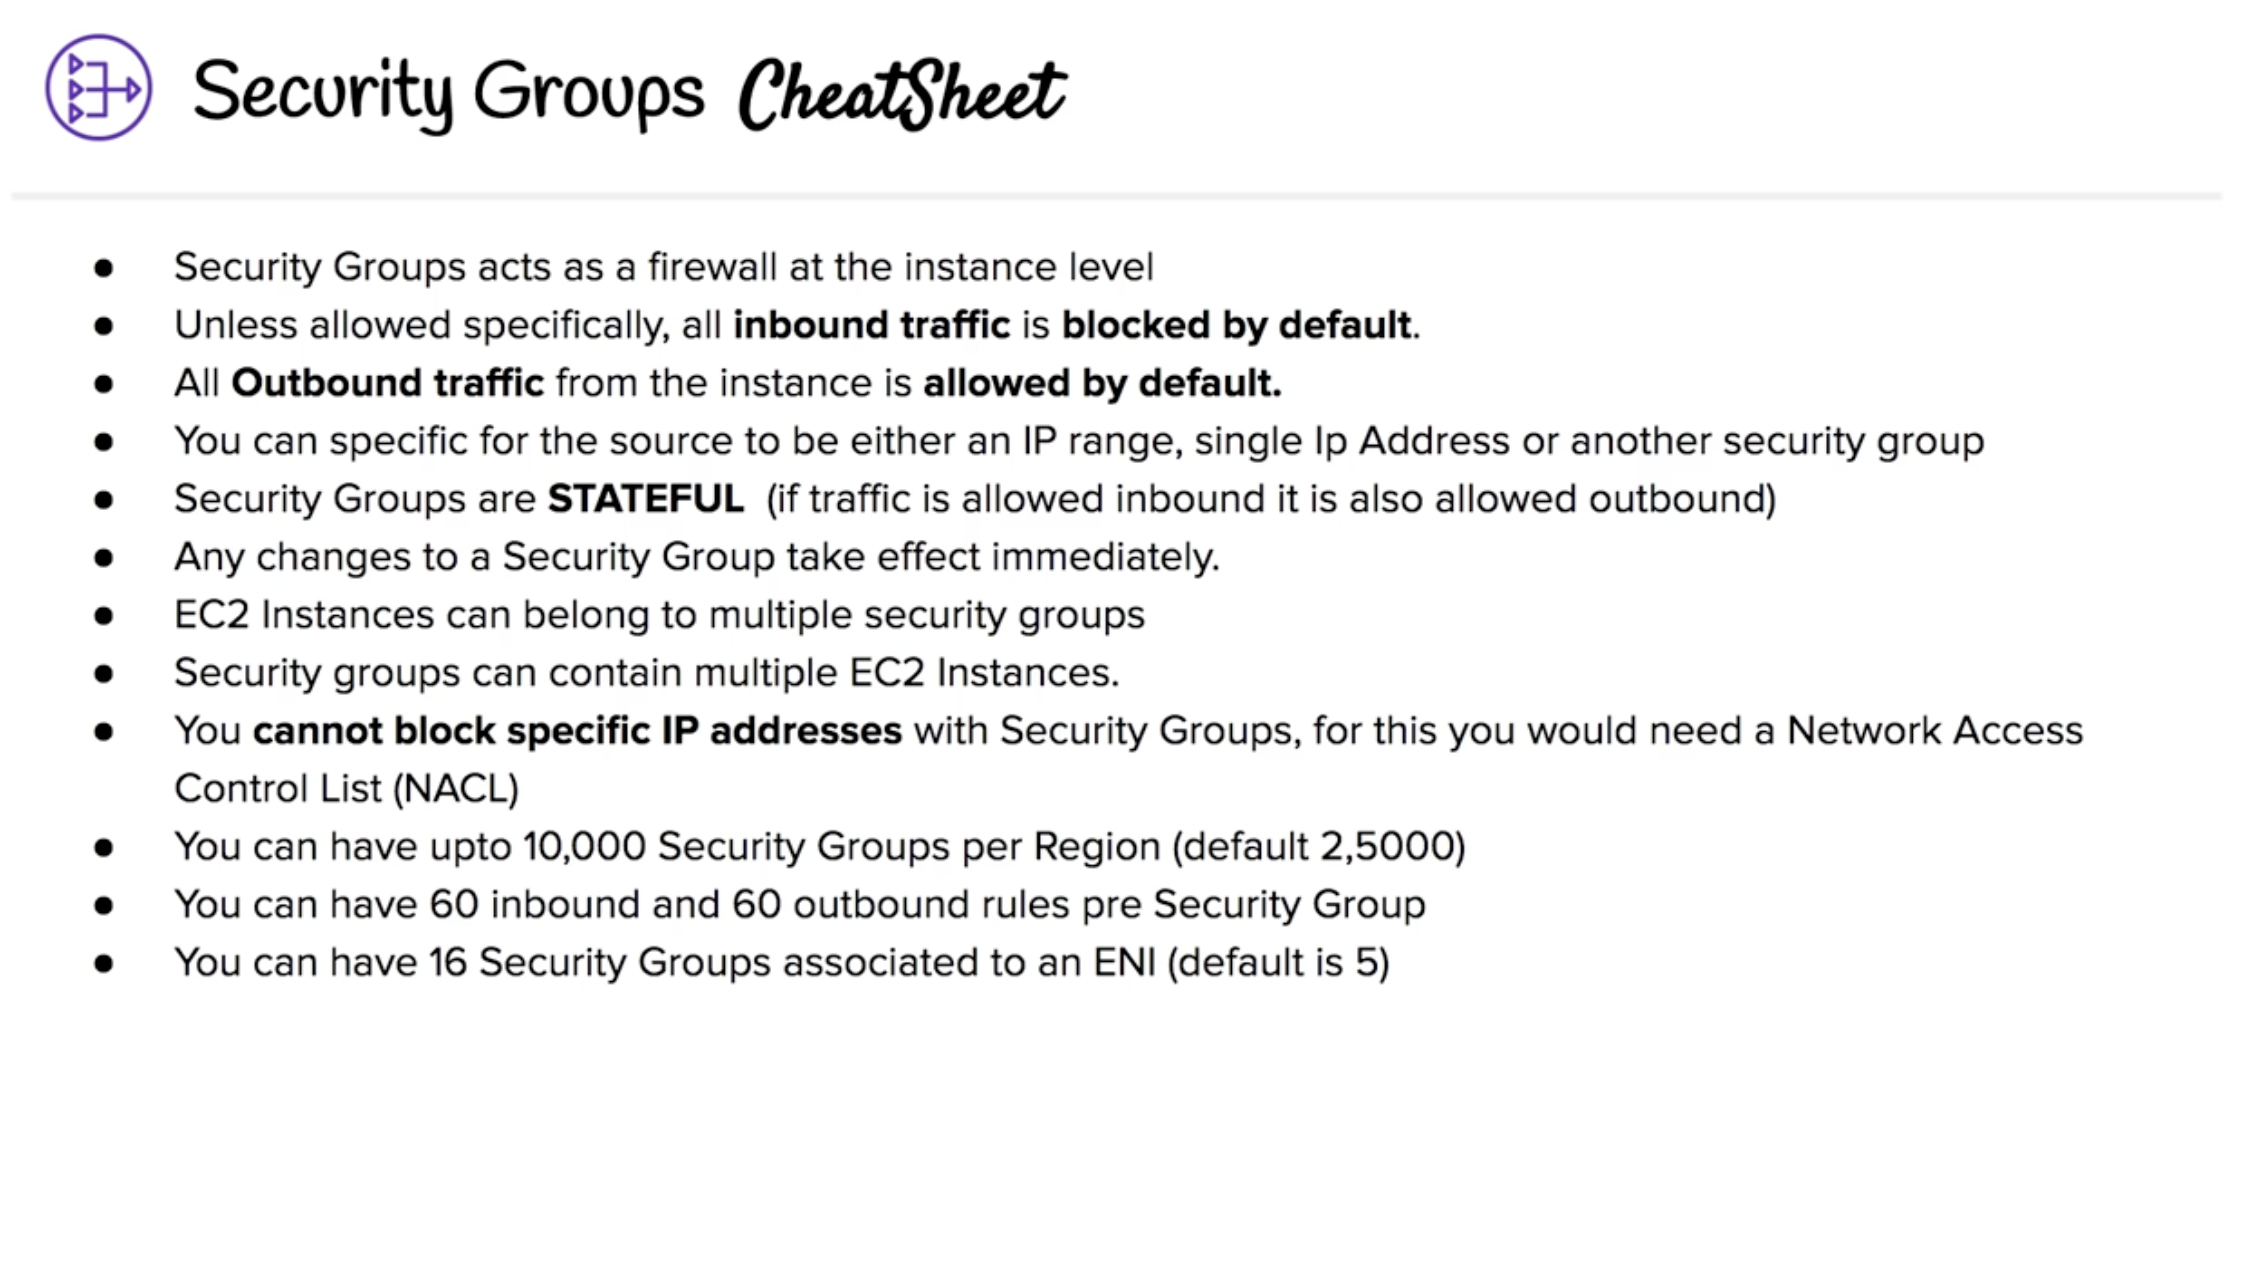 Security Groups CheatSheet
● Security Groups acts as a firewall at the instance level
● Unless allowed specifically, all inbound traffic is blocked by default.
● All Outbound traffic from the instance is allowed by default.
● You can specific for the source to be either an IP range, single Ip Address or another security group
● Security Groups are STATEFUL (if traffic is allowed inbound it is also allowed outbound)
● Any changes to a Security Group take effect immediately.
● EC2 Instances can belong to multiple security groups
● Security groups can contain multiple EC2 Instances.
● You cannot block specific IP addresses with Security Groups, for this you would need a Network Access
Control List (NACL)
● You can have upto 10,000 Security Groups per Region (default 2,5000)
● You can have 60 inbound and 60 outbound rules pre Security Group
● You can have 16 Security Groups associated to an ENI (default is 5)